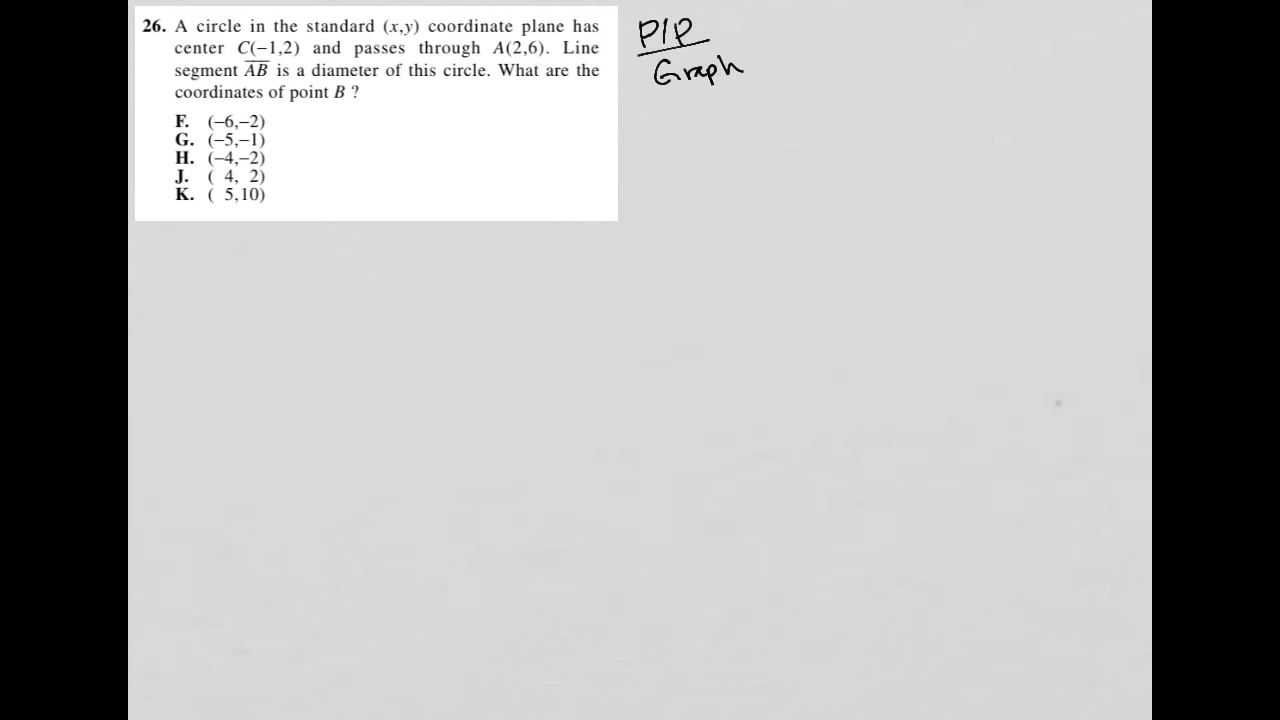 26. A circle in the standard (x,y) coordinate plane has
center C(−1,2) and passes through A(2,6). Line
segment A̅B̅ is a diameter of this circle. What are the
coordinates of point B ?
F. (−6,−2)
G. (−5,−1)
H. (−4,−2)
J. ( 4, 2)
K. ( 5,10)
PIP
Graph